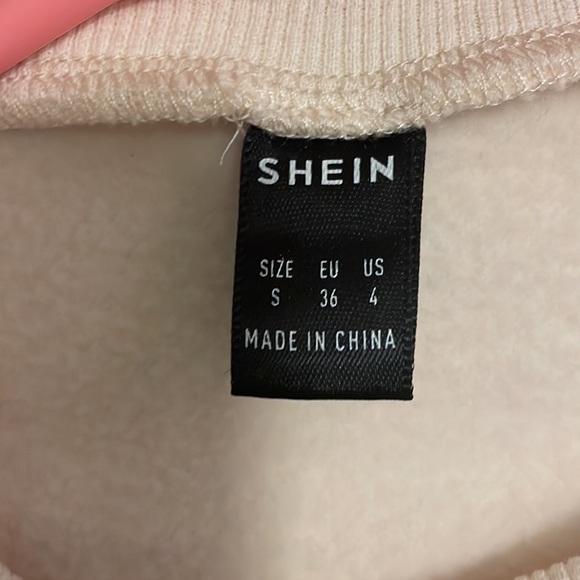 SHEIN
SIZE EU US
S 36 4
MADE IN CHINA